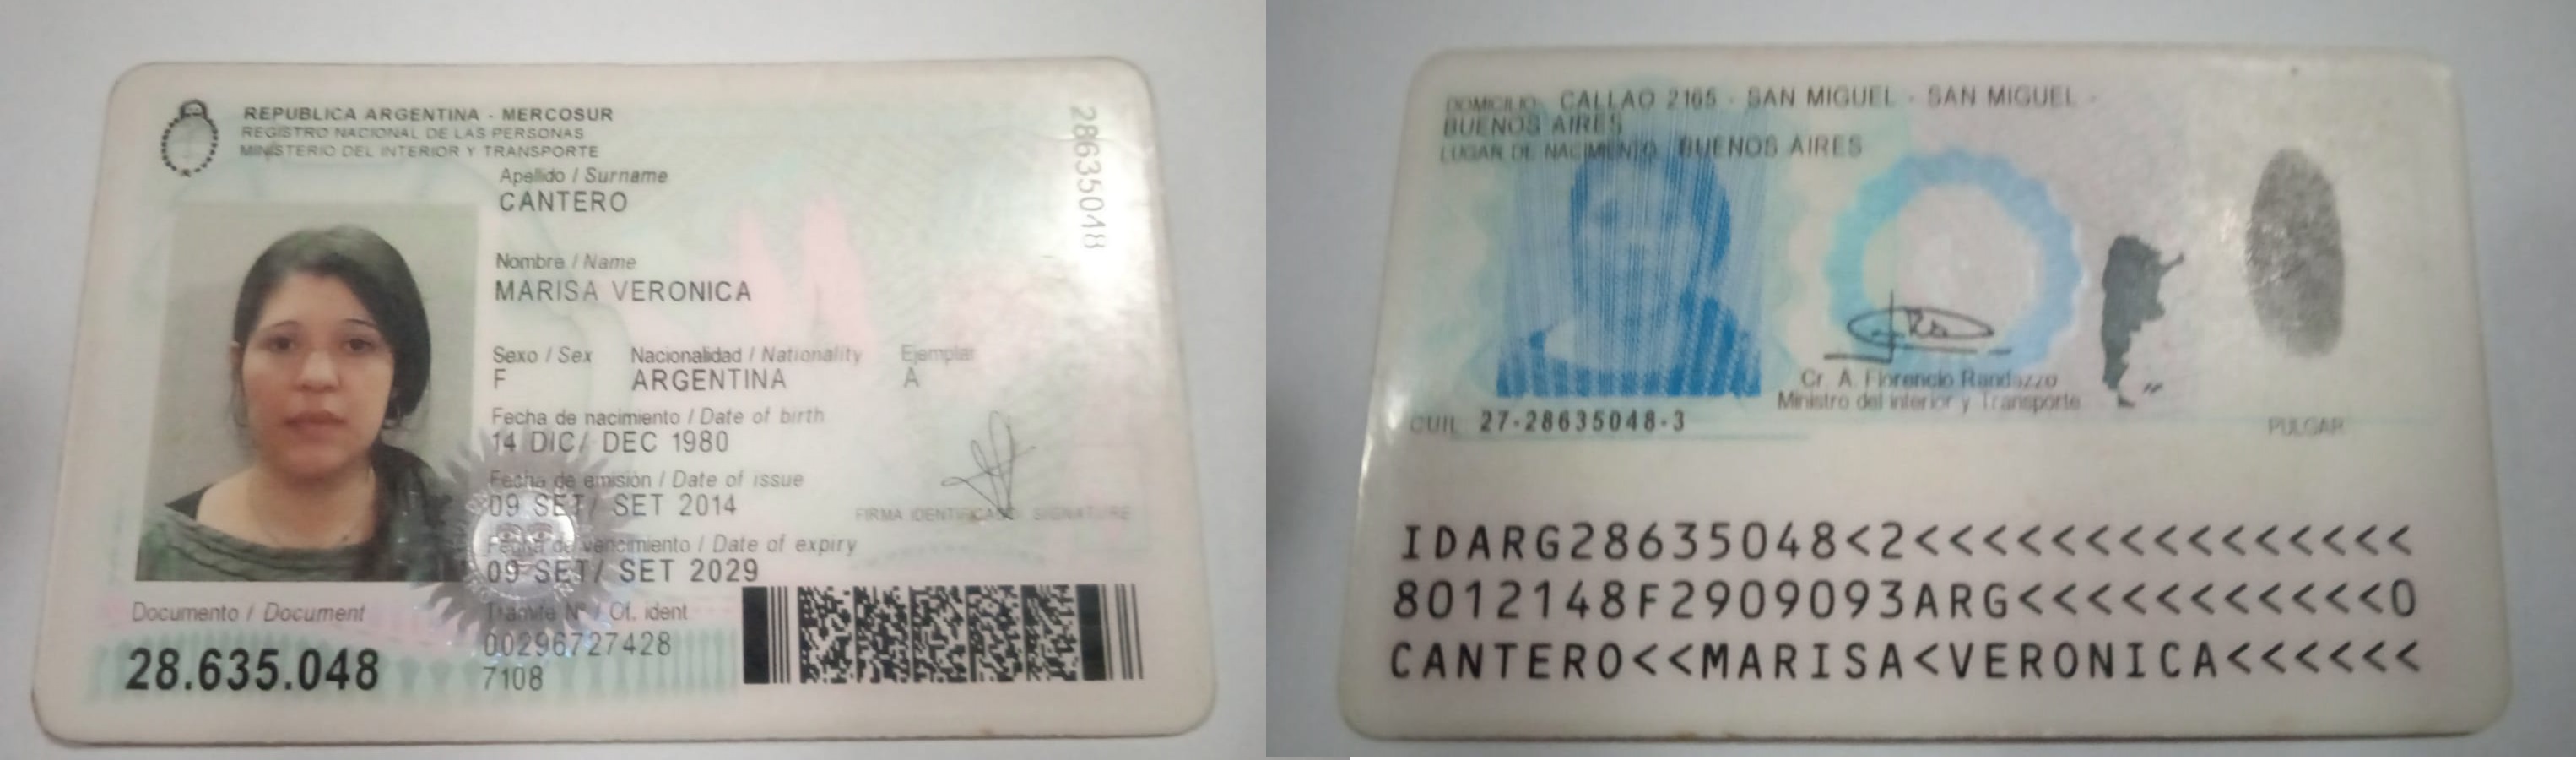 REPUBLICA ARGENTINA - MERCOSUR
REGISTRO NACIONAL DE LAS PERSONAS
MINISTERIO DEL INTERIOR Y TRANSPORTE
Apellido / Surname
CANTERO
Nombre / Name
MARISA VERONICA
Sexo / Sex Nacionalidad / Nationality Ejemplar
F ARGENTINA A
Fecha de nacimiento / Date of birth
14 DIC/ DEC 1980
Fecha de emisión / Date of issue
09 SET/ SET 2014
FIRMA IDENTIFICADO / SIGNATURE
Fecha de vencimiento / Date of expiry
09 SET/ SET 2029
Documento / Document
28.635.048
Tramite Nº / Of. ident
00296727428
7108
28635048
DOMICILIO: CALLAO 2165 - SAN MIGUEL - SAN MIGUEL -
BUENOS AIRES
LUGAR DE NACIMIENTO: BUENOS AIRES
Cr. A. Florencio Randazzo
Ministro del Interior y Transporte
CUIL: 27-28635048-3
PULGAR
IDARG28635048<2<<<<<<<<<<<<<<<
8012148F2909093ARG<<<<<<<<<<<0
CANTERO<<MARISA<VERONICA<<<<<<